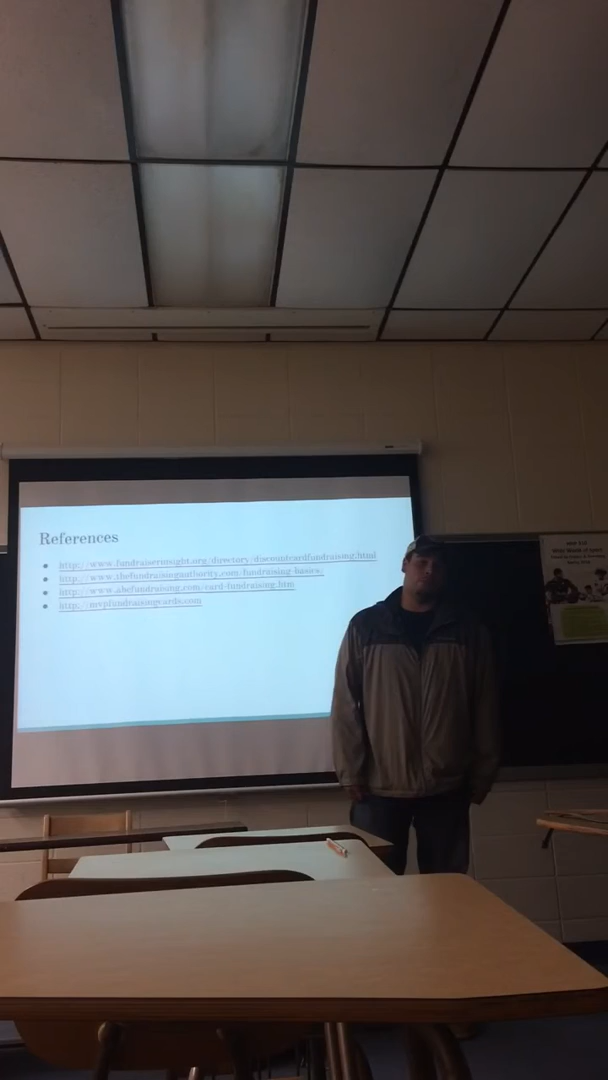 References
http://www.fundraiserinsight.org/directory/discountcardfundraising.html
http://www.thefundraisingauthority.com/fundraising-basics/
http://www.abcfundraising.com/card-fundraising.htm
http://mvpfundraisingcards.com